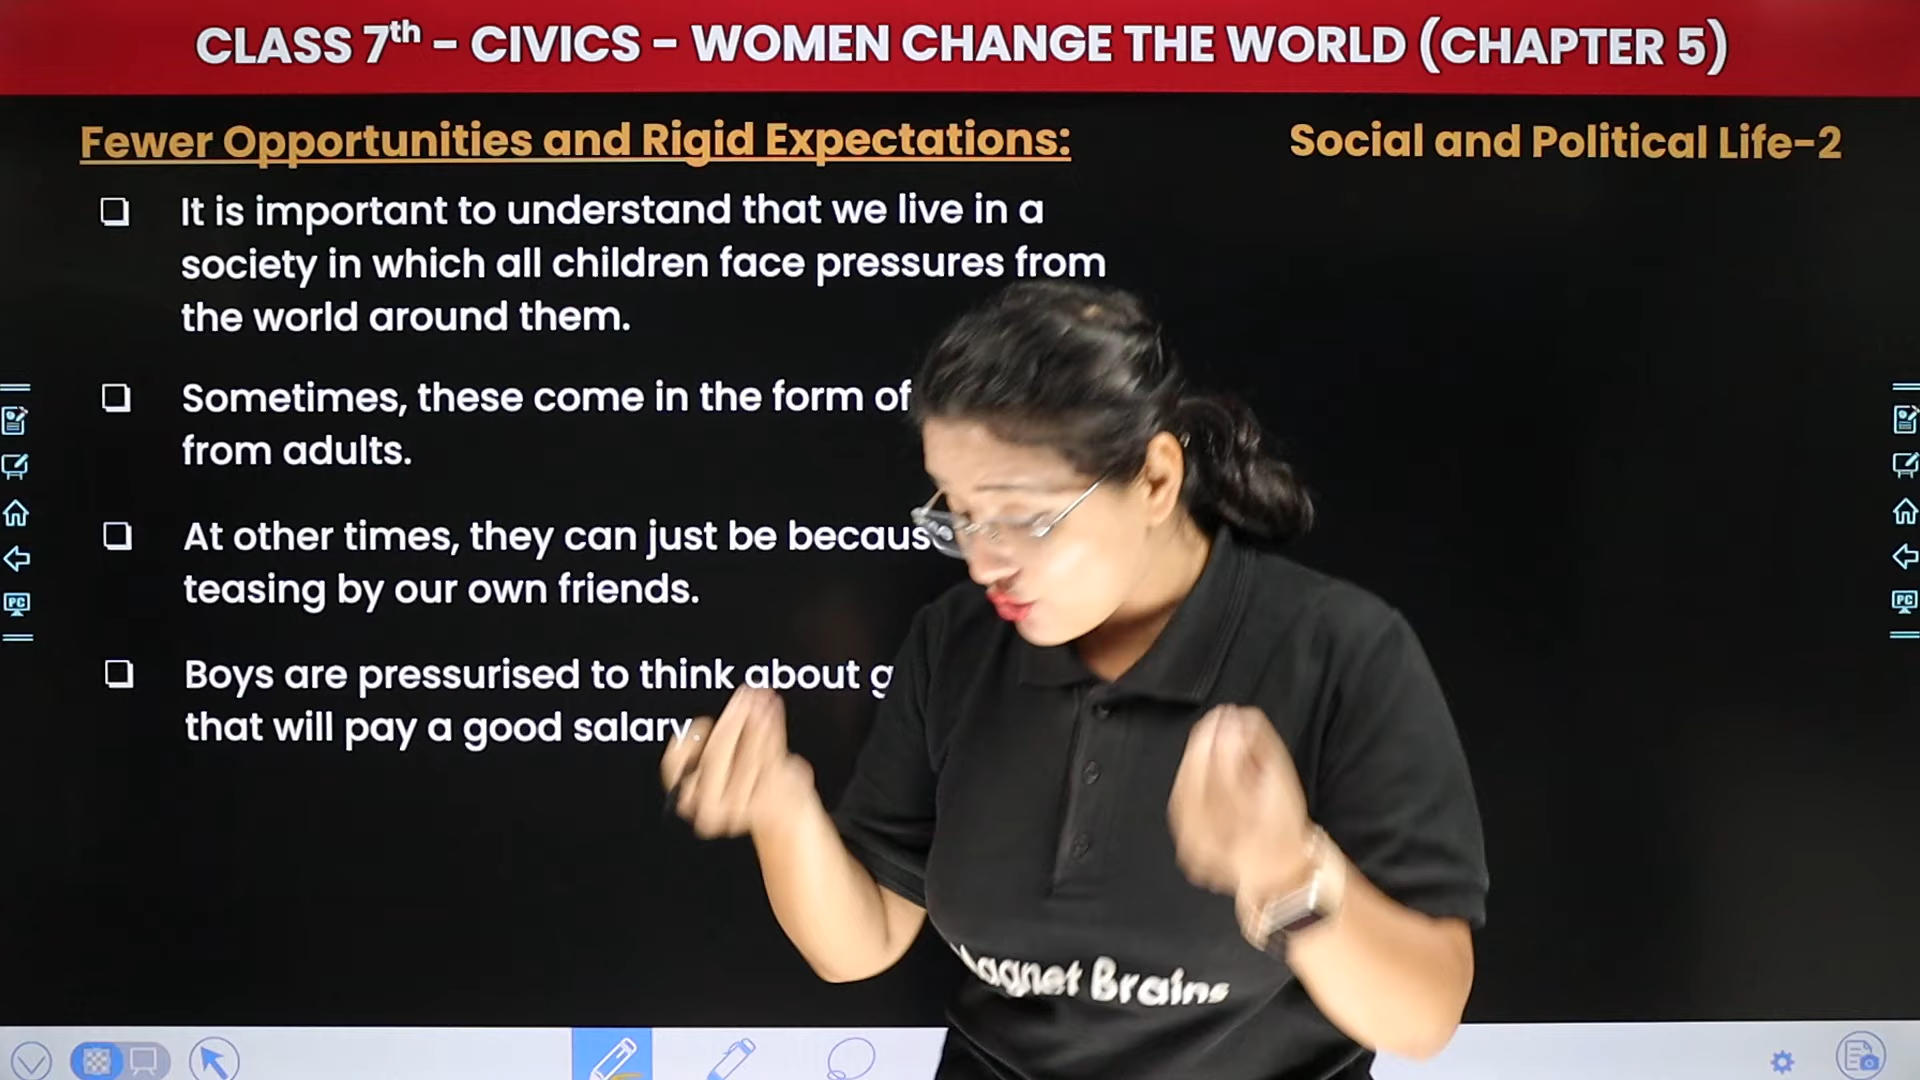 CLASS 7th – CIVICS – WOMEN CHANGE THE WORLD (CHAPTER 5)
Fewer Opportunities and Rigid Expectations:
Social and Political Life-2
It is important to understand that we live in a
society in which all children face pressures from
the world around them.
Sometimes, these come in the form of
from adults.
At other times, they can just be
teasing by our own friends.
Boys are pressurised to think about
that will pay a good salary.
PC
PC
Brains